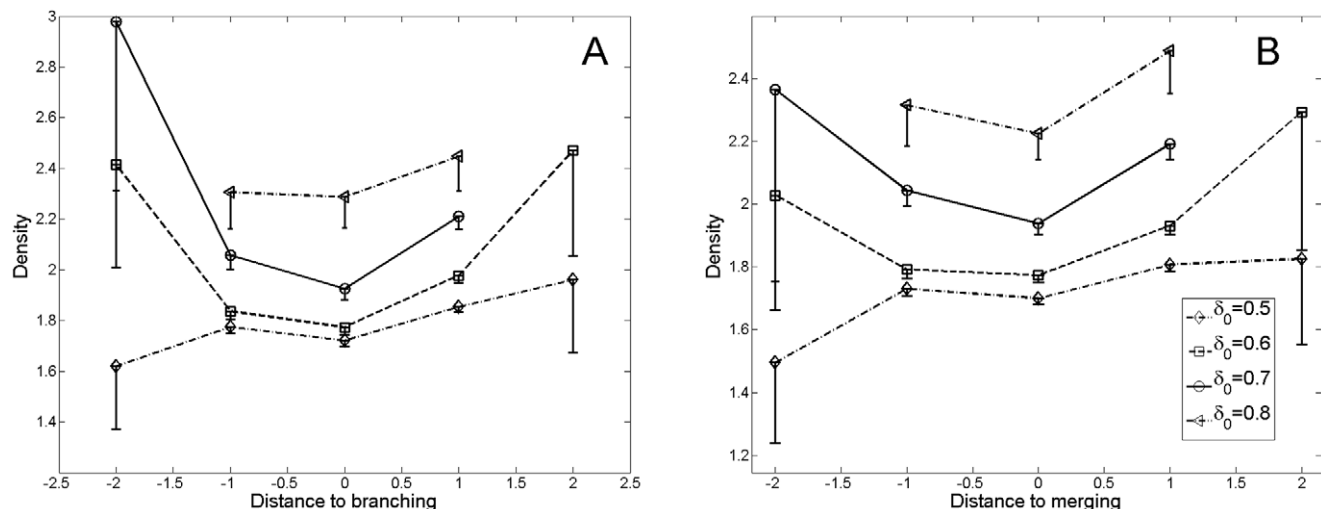 A
3
2.8
2.6
2.4
2.2
2
1.8
1.6
1.4
Density
-2.5 -2 -1.5 -1 -0.5 0 0.5 1 1.5 2 2.5
Distance to branching
B
2.4
2.2
2
1.8
1.6
1.4
1.2
Density
-2 -1.5 -1 -0.5 0 0.5 1 1.5 2
Distance to merging
δ0=0.5
δ0=0.6
δ0=0.7
δ0=0.8